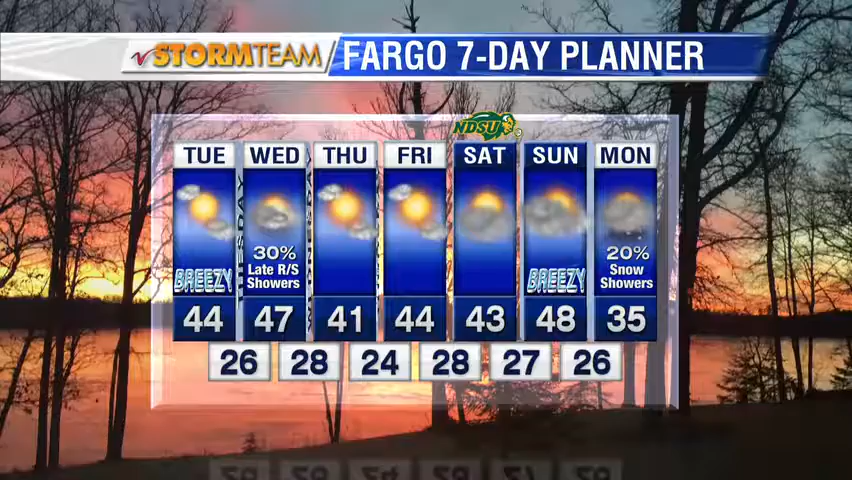 STORMTEAM
FARGO 7-DAY PLANNER
NDSU
TUE WED THU FRI SAT SUN MON
30% 20%
BREEZY Late R/S Showers BREEZY Snow Showers
44 47 41 44 43 48 35
26 28 24 28 27 26